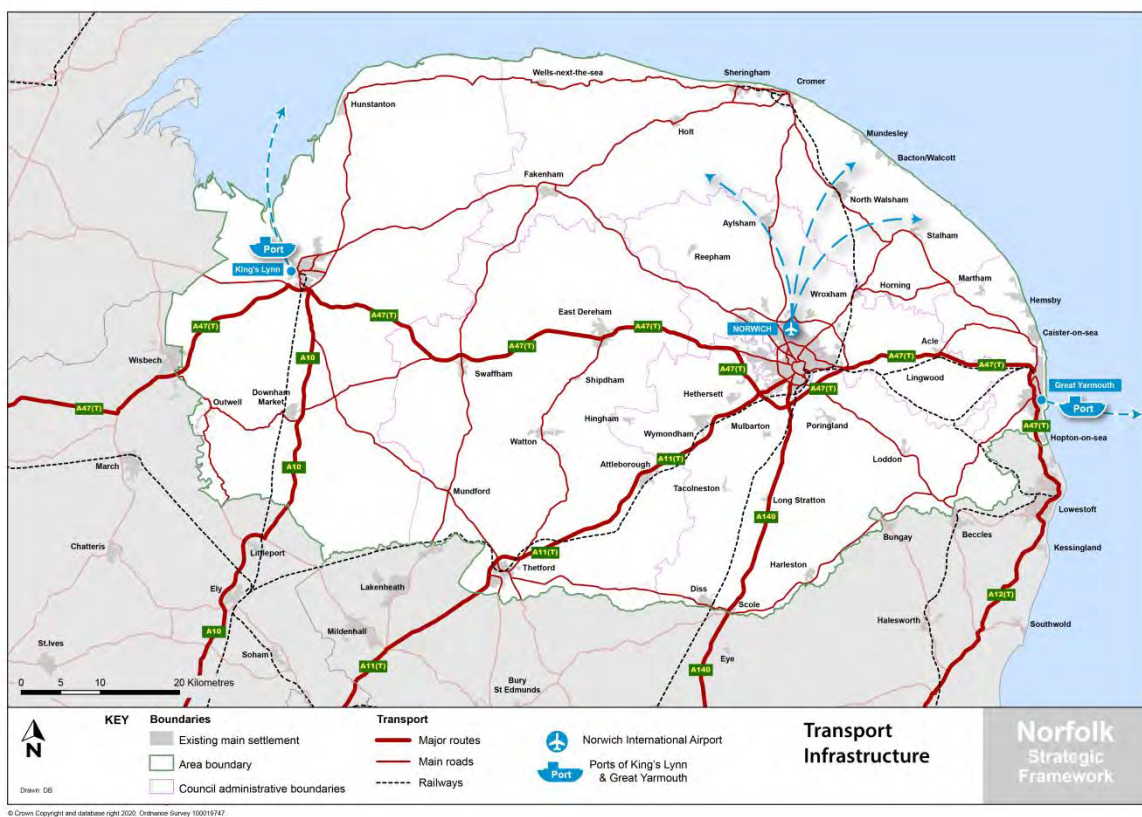 Wells-next-the-sea
Sheringham
Cromer
Hunstanton
Holt
Mundesley
Bacton/Walcott
Fakenham
North Walsham
Aylsham
Stalham
Port
King's Lynn
Reepham
Martham
Horning
Hemsby
Wroxham
A47(T)
A47(T)
East Dereham
A47(T)
NORWICH
Caister-on-sea
Acle
A47(T)
A47(T)
Wisbech
A10
A47(T)
Swaffham
A47(T)
A47(T)
Lingwood
Great Yarmouth
Port
Shipdham
Hethersett
A47(T)
Outwell
Downham
Market
Hingham
Mulbarton
Poringland
A47(T)
Hopton-on-sea
Watton
Wymondham
A11(T)
Loddon
March
A10
Attleborough
Tacolneston
Mundford
Long Stratton
Lowestoft
A140
Bungay
Beccles
Chatteris
Littleport
A11(T)
Kessingland
Thetford
Harleston
Ely
Lakenheath
Diss
Scole
A12(T)
Halesworth
Southwold
A10
Mildenhall
St.Ives
Soham
A11(T)
Bury
St Edmunds
Eye
A140
0 5 10 20 Kilometres
N
Drawn: DB
KEY
Boundaries
Existing main settlement
Area boundary
Council administrative boundaries
Transport
Major routes
Main roads
Railways
Norwich International Airport
Port
Ports of King's Lynn
& Great Yarmouth
Transport
Infrastructure
Norfolk
Strategic
Framework
© Crown Copyright and database right 2020. Ordnance Survey 100019747